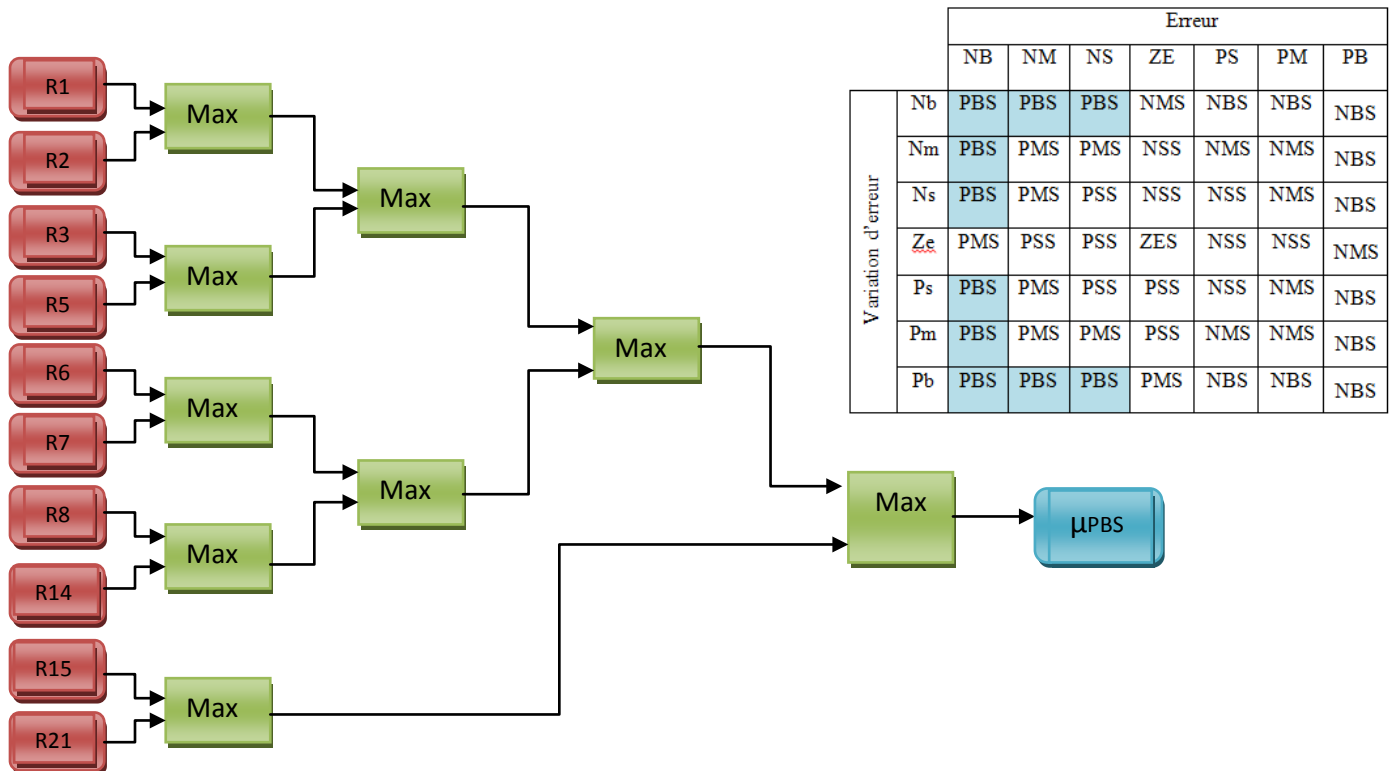 Erreur
NB NM NS ZE PS PM PB
Variation d'erreur
Nb PBS PBS PBS NMS NBS NBS NBS
Nm PBS PMS PMS NSS NMS NMS NBS
Ns PBS PMS PSS NSS NSS NMS NBS
Ze PMS PSS PSS ZES NSS NSS NMS
Ps PBS PMS PSS PSS NSS NMS NBS
Pm PBS PMS PMS PSS NMS NMS NBS
Pb PBS PBS PBS PMS NBS NBS NBS
R1
Max
R2
Max
R3
Max
R5
Max
R6
Max
R7
Max
R8
Max
Max
µPBS
R14
R15
Max
R21